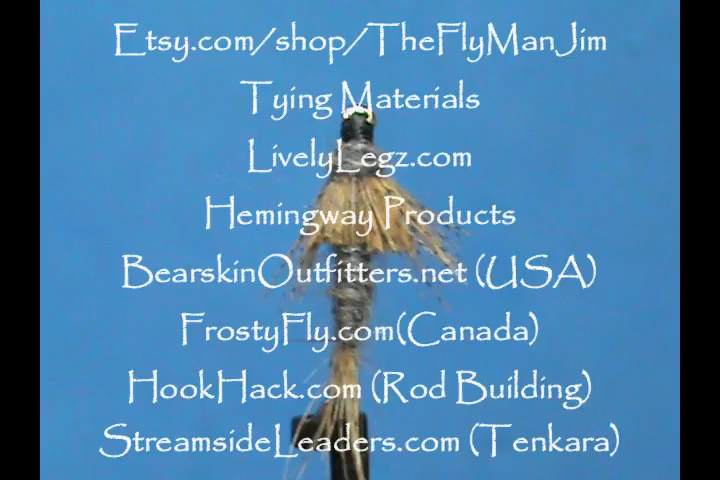 Etsy.com/shop/TheFlyManJim
Tying Materials
LivelyLegz.com
Hemingway Products
BearskinOutfitters.net (USA)
FrostyFly.com(Canada)
HookHack.com (Rod Building)
StreamsideLeaders.com (Tenkara)